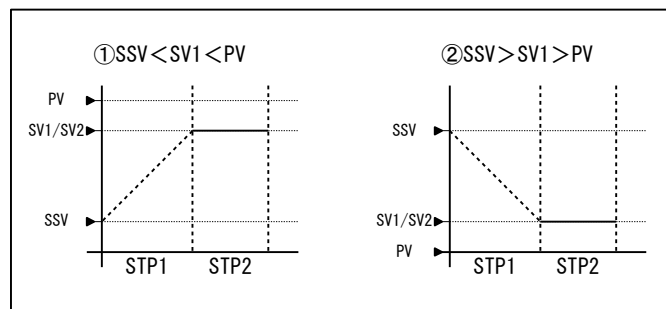 ①SSV＜SV1＜PV
PV
SV1/SV2
SSV
STP1 STP2
②SSV＞SV1＞PV
SSV
SV1/SV2
PV
STP1 STP2